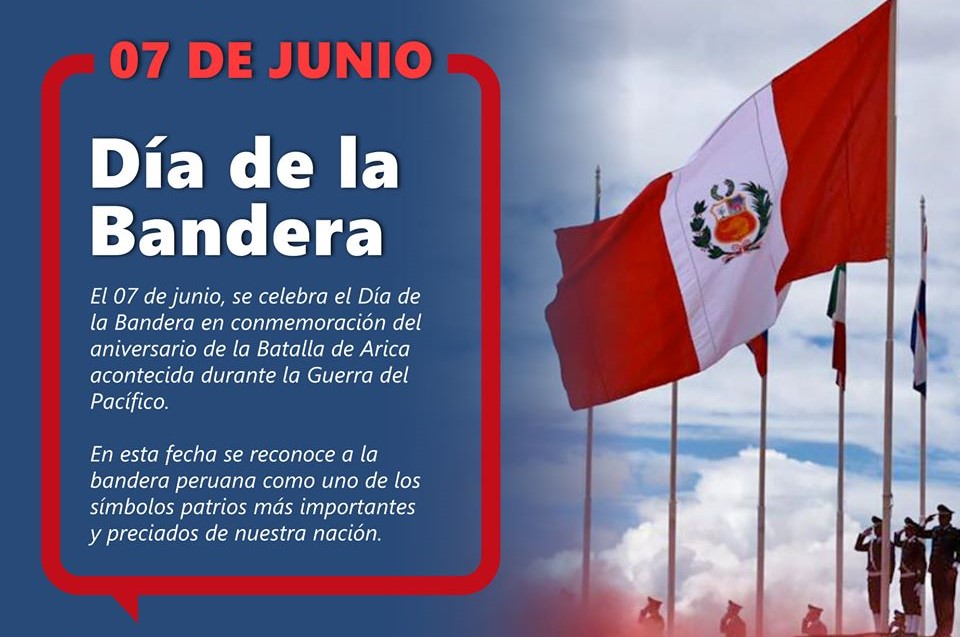 07 DE JUNIO
Día de la
Bandera
El 07 de junio, se celebra el Día de
la Bandera en conmemoración del
aniversario de la Batalla de Arica
acontecida durante la Guerra del
Pacífico.
En esta fecha se reconoce a la
bandera peruana como uno de los
símbolos patrios más importantes
y preciados de nuestra nación.